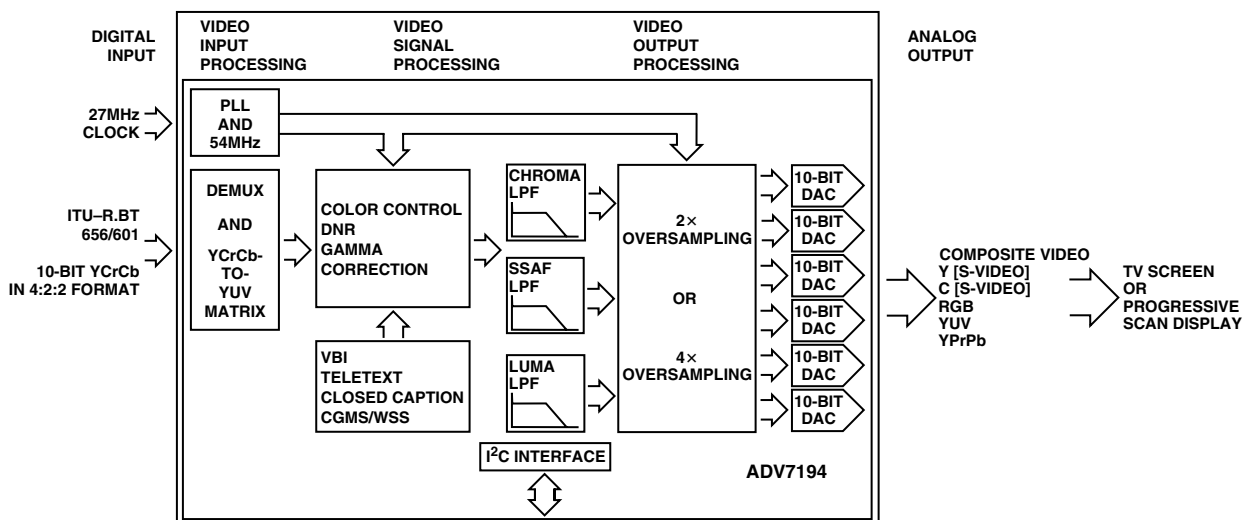 DIGITAL
INPUT
VIDEO
INPUT
PROCESSING
VIDEO
SIGNAL
PROCESSING
VIDEO
OUTPUT
PROCESSING
ANALOG
OUTPUT
27MHz
CLOCK
PLL
AND
54MHz
ITU–R.BT
656/601
10-BIT YCrCb
IN 4:2:2 FORMAT
DEMUX
AND
YCrCb-
TO-
YUV
MATRIX
COLOR CONTROL
DNR
GAMMA
CORRECTION
VBI
TELETEXT
CLOSED CAPTION
CGMS/WSS
CHROMA
LPF
SSAF
LPF
LUMA
LPF
I2C INTERFACE
2×
OVERSAMPLING
OR
4×
OVERSAMPLING
10-BIT
DAC
10-BIT
DAC
10-BIT
DAC
10-BIT
DAC
10-BIT
DAC
10-BIT
DAC
ADV7194
COMPOSITE VIDEO
Y [S-VIDEO]
C [S-VIDEO]
RGB
YUV
YPrPb
TV SCREEN
OR
PROGRESSIVE
SCAN DISPLAY